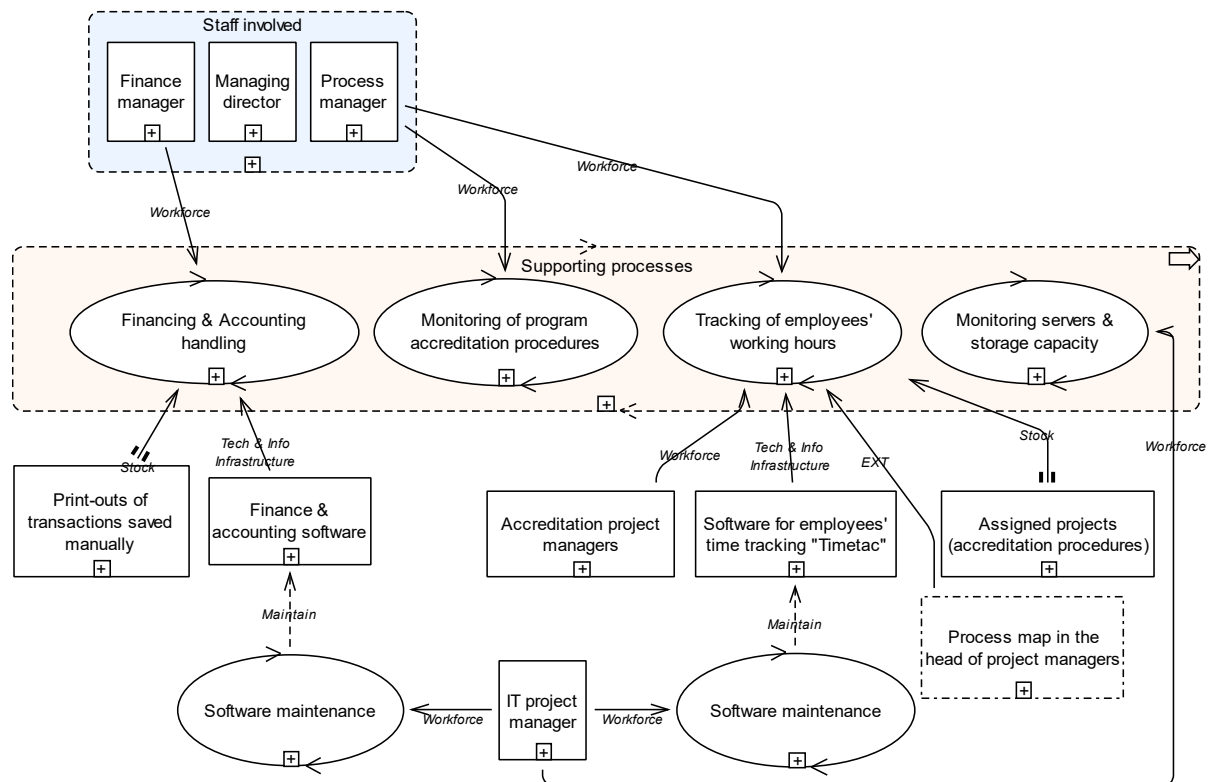 Staff involved
Finance
manager
Managing
director
Process
manager
Workforce
Workforce
Workforce
Supporting processes
Financing & Accounting
handling
Monitoring of program
accreditation procedures
Tracking of employees'
working hours
Monitoring servers &
storage capacity
Stock
Tech & Info
Infrastructure
Workforce
Tech & Info
Infrastructure
EXT
Stock
Workforce
Print-outs of
transactions saved
manually
Finance &
accounting software
Accreditation project
managers
Software for employees'
time tracking "Timetac"
Assigned projects
(accreditation procedures)
Maintain
Maintain
Process map in the
head of project managers
Software maintenance
Workforce
IT project
manager
Workforce
Software maintenance